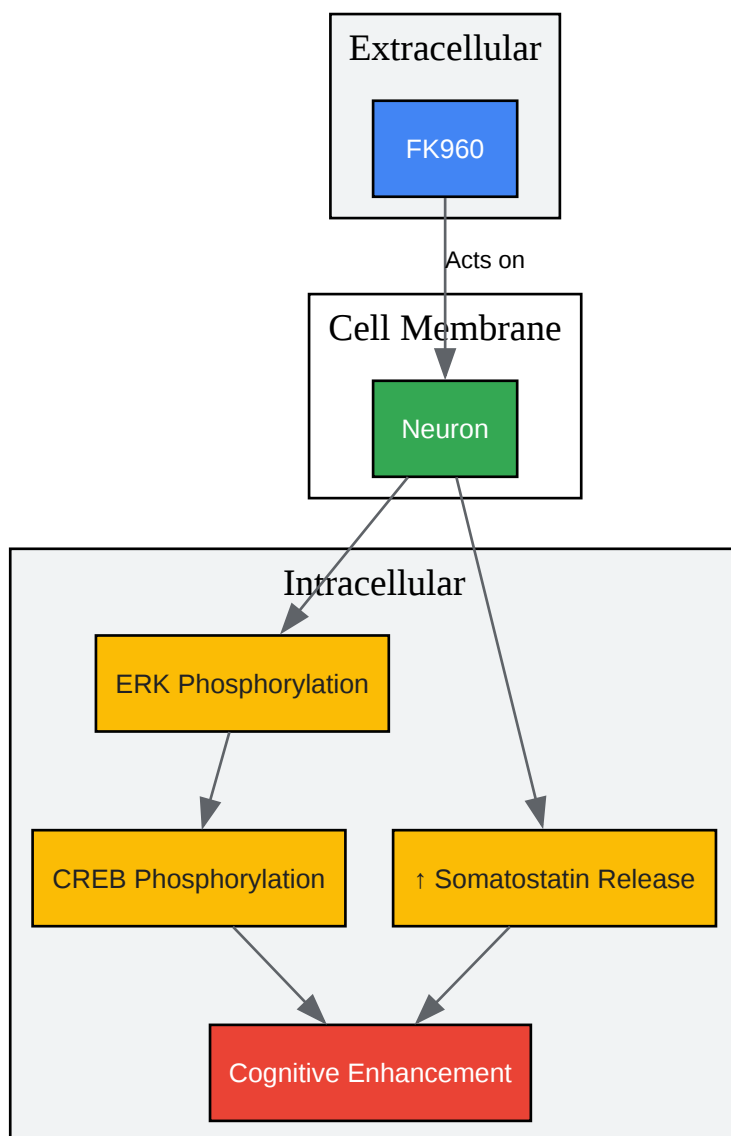 Extracellular
FK960
Acts on
Cell Membrane
Neuron
Intracellular
ERK Phosphorylation
CREB Phosphorylation
↑ Somatostatin Release
Cognitive Enhancement